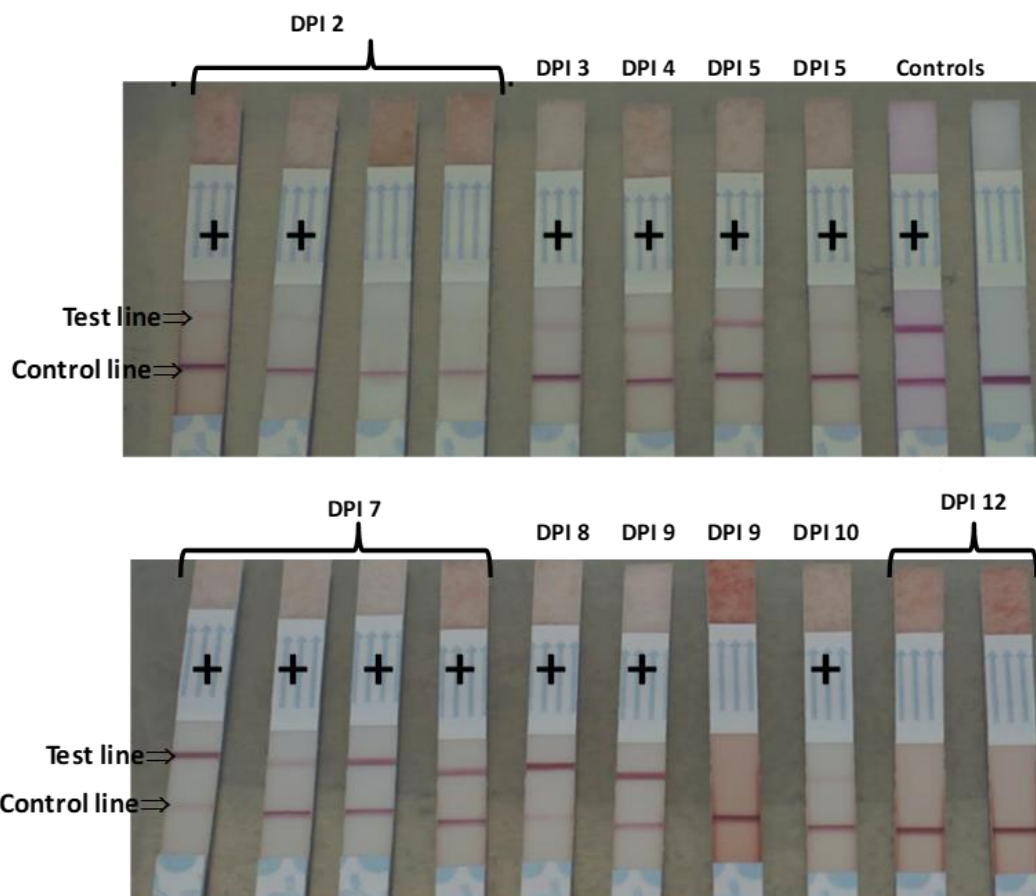 DPI 2
DPI 3 DPI 4 DPI 5 DPI 5 Controls
+ + + + + + +
Test line⇒
Control line⇒
DPI 7
DPI 8 DPI 9 DPI 9 DPI 10 DPI 12
+ + + + + + +
Test line⇒
Control line⇒